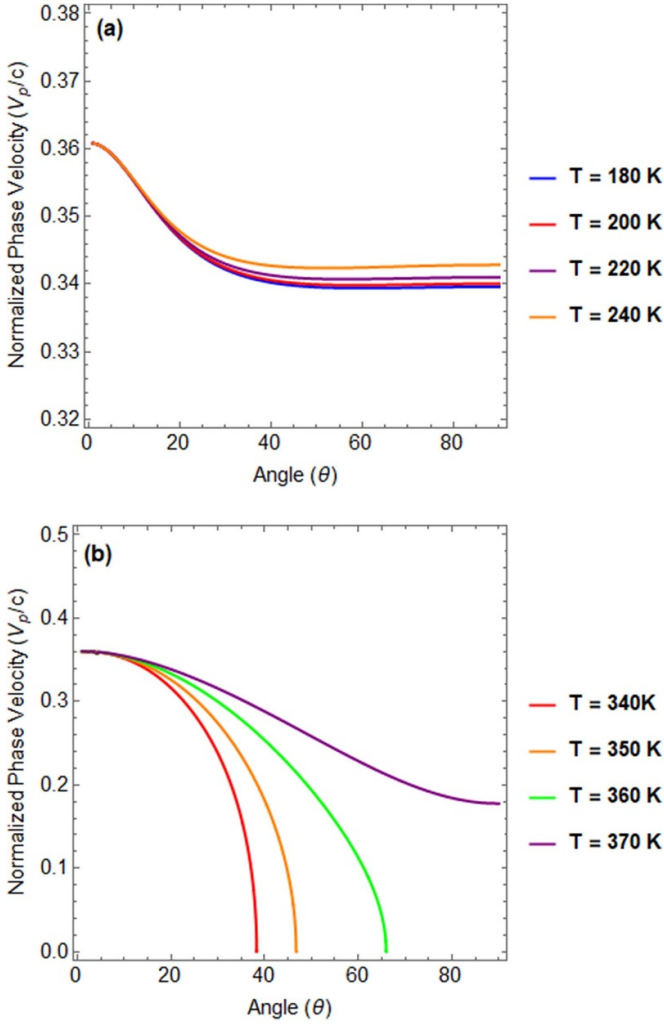 (a)
0.38
0.37
0.36
0.35
0.34
0.33
0.32
Normalized Phase Velocity (Vₚ/c)
0 20 40 60 80
Angle (θ)
T = 180 K
T = 200 K
T = 220 K
T = 240 K
(b)
0.5
0.4
0.3
0.2
0.1
0.0
Normalized Phase Velocity (Vₚ/c)
0 20 40 60 80
Angle (θ)
T = 340K
T = 350 K
T = 360 K
T = 370 K